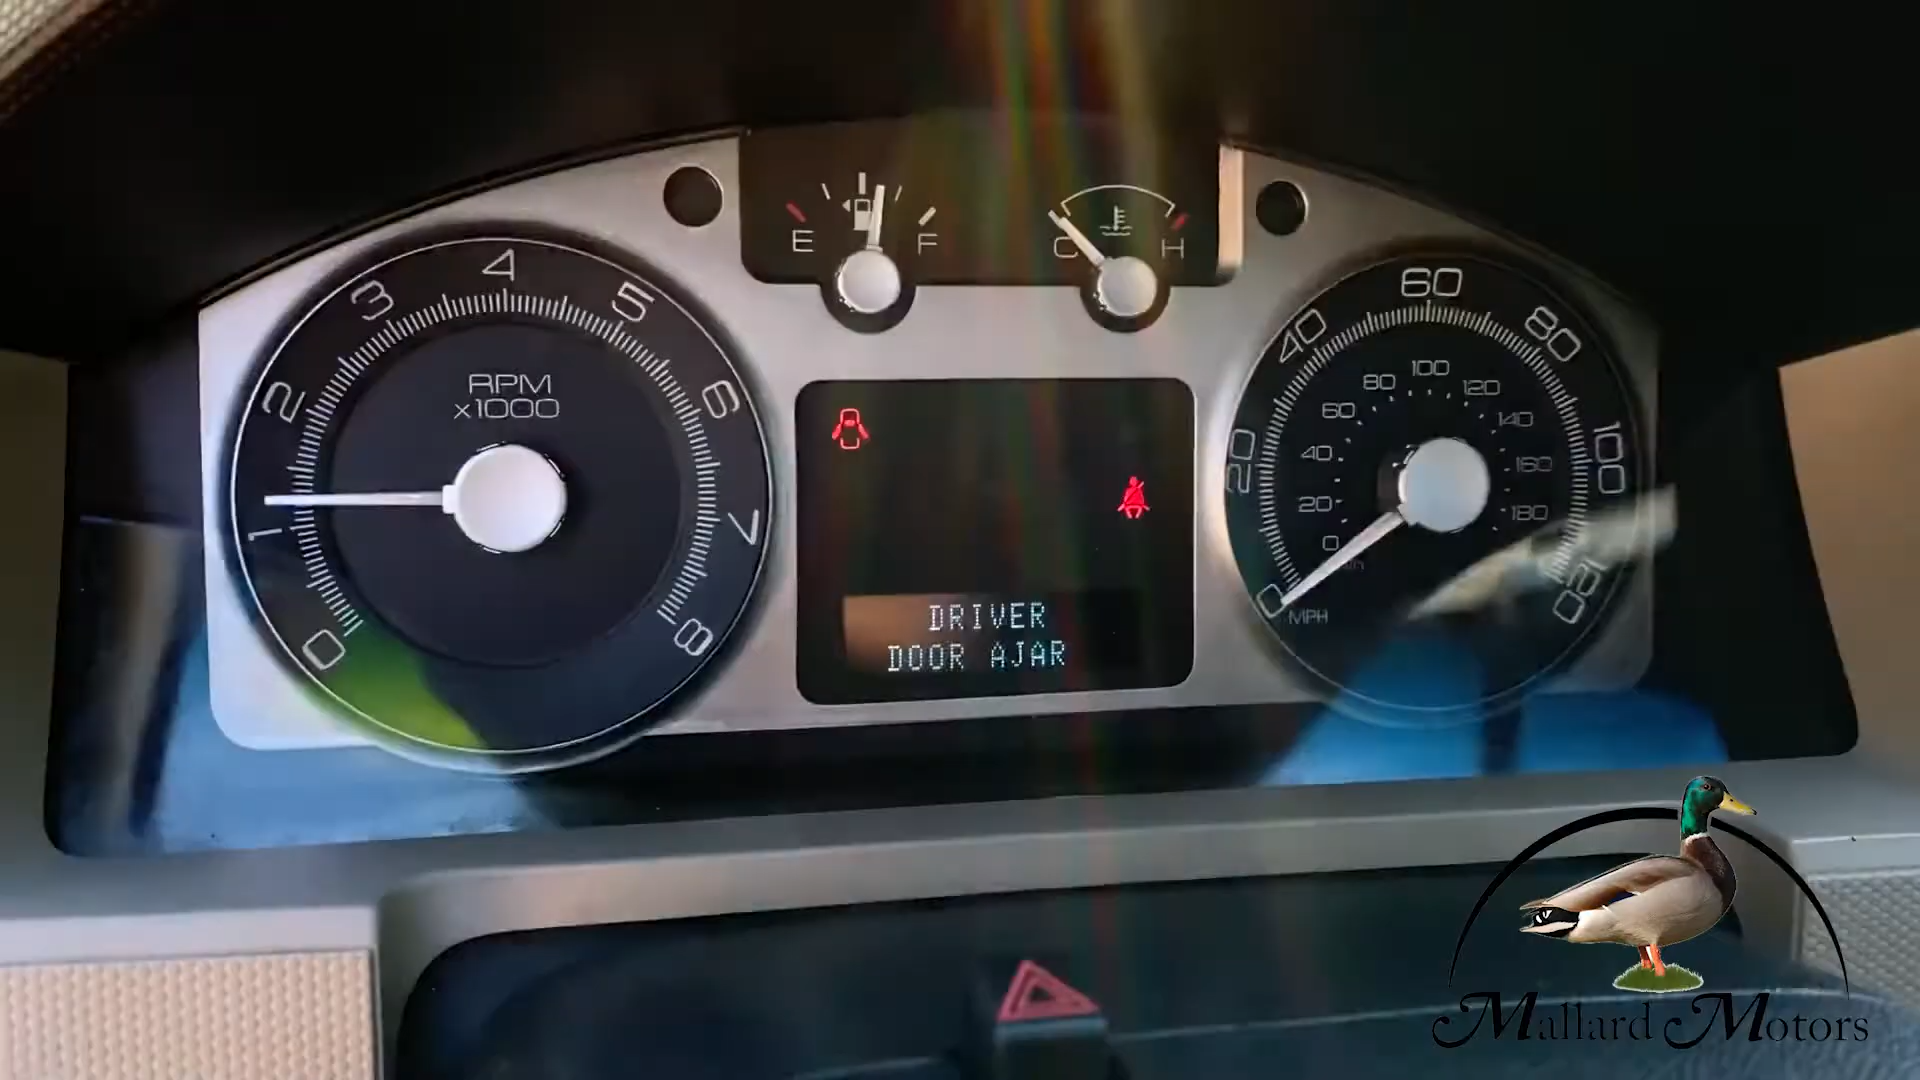 E F
C H
RPM
x1000
0 1 2 3 4 5 6 7 8
DRIVER
DOOR AJAR
0 20 40 60 80 100 120
0 20 40 60 80 100 120 140 160 180
MPH
Mallard Motors